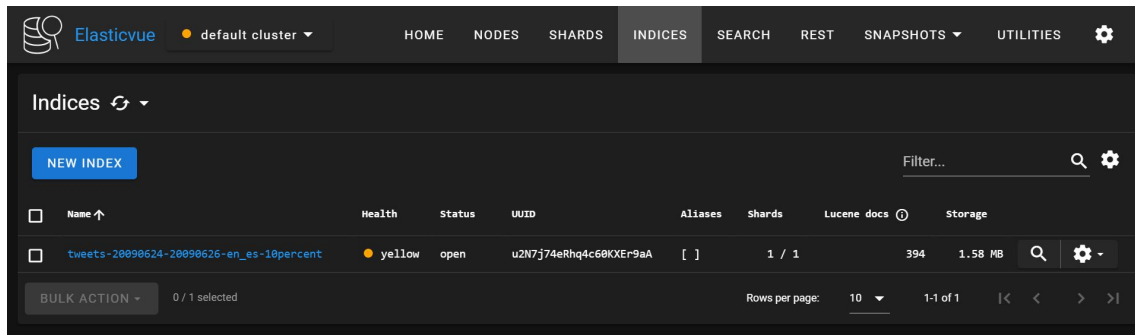 Elasticvue default cluster HOME NODES SHARDS INDICES SEARCH REST SNAPSHOTS UTILITIES
Indices
NEW INDEX Filter...
Name Health Status UUID Aliases Shards Lucene docs Storage
tweets-20090624-20090626-en_es-10percent yellow open u2N7j74eRhq4c60KXEr9aA [ ] 1 / 1 394 1.58 MB
BULK ACTION 0 / 1 selected Rows per page: 10 1-1 of 1